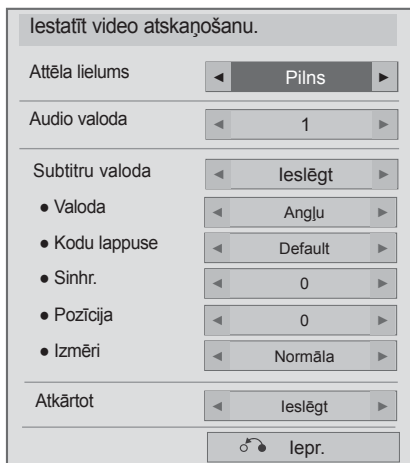 Iestatīt video atskaņošanu.
Attēla lielums ◄ Pilns ►
Audio valoda ◄ 1 ►
Subtitru valoda ◄ Ieslēgt ►
● Valoda ◄ Angļu ►
● Kodu lappuse ◄ Default ►
● Sinhr. ◄ 0 ►
● Pozīcija ◄ 0 ►
● Izmēri ◄ Normāla ►
Atkārtot ◄ Ieslēgt ►
Iepr.